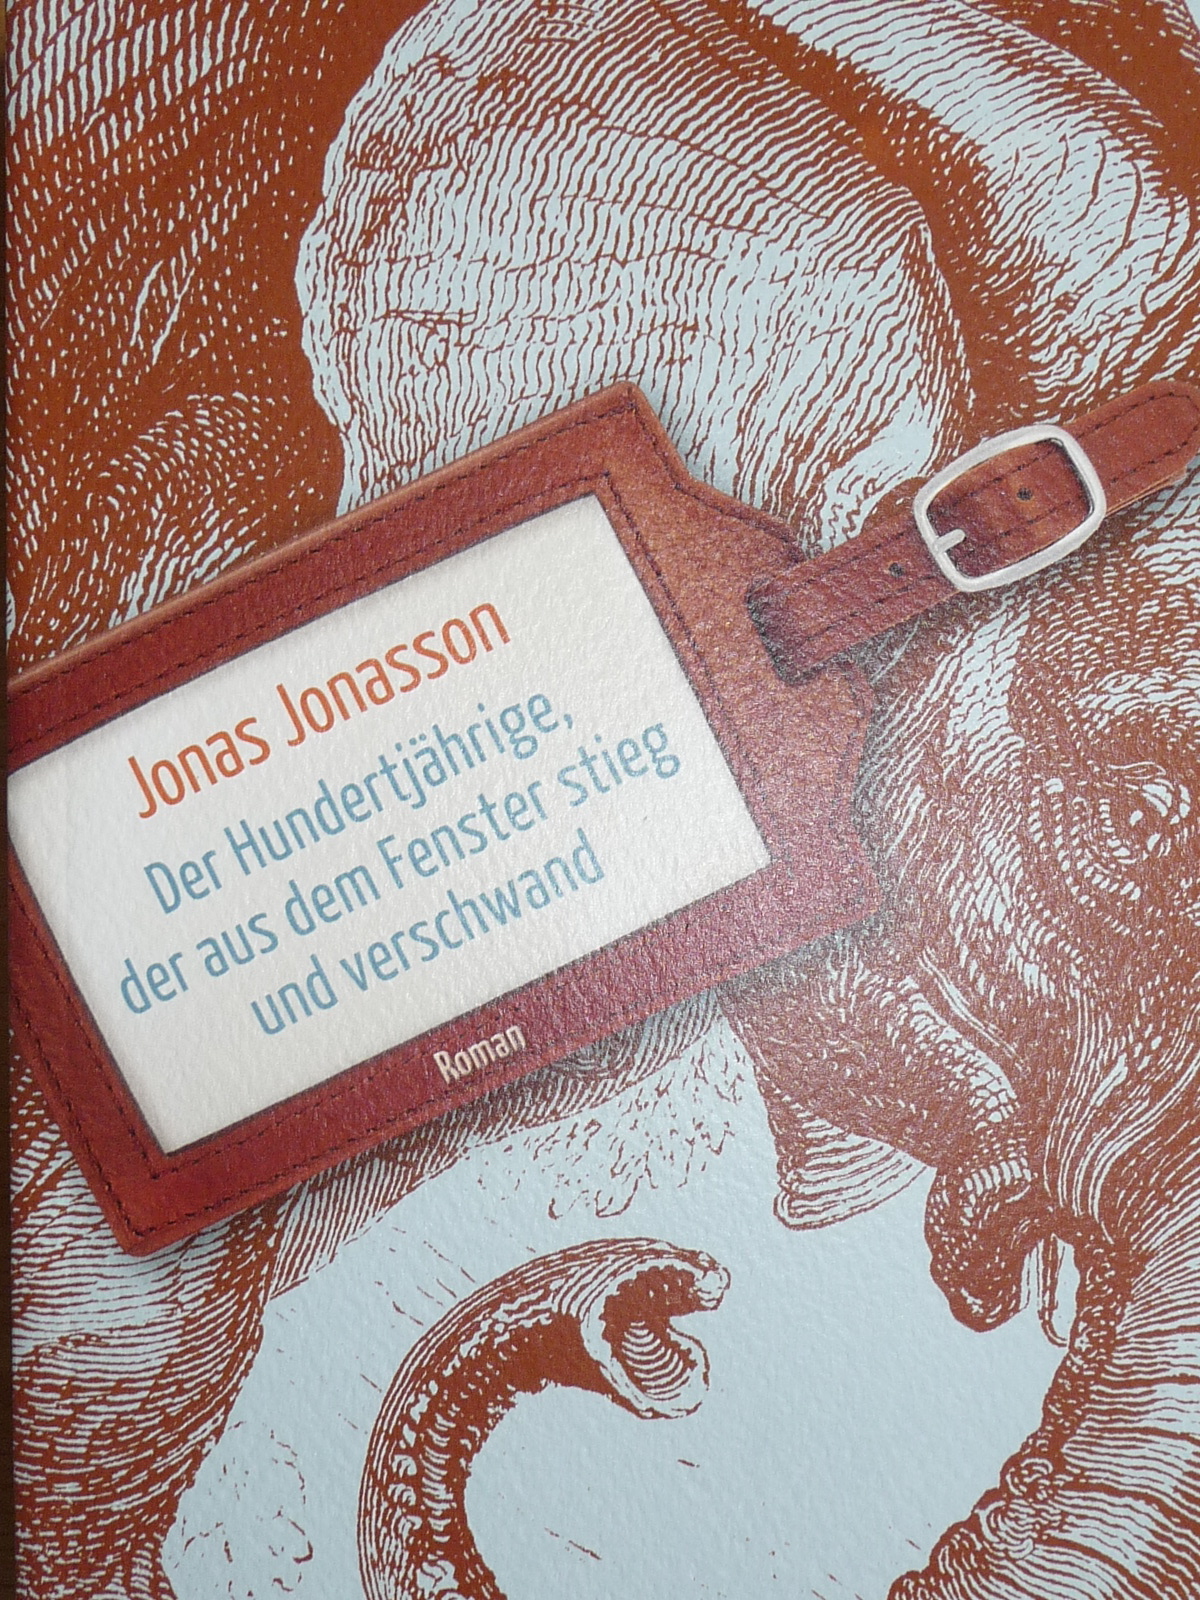 Jonas Jonasson
Der Hundertjährige,
der aus dem Fenster stieg
und verschwand
Roman